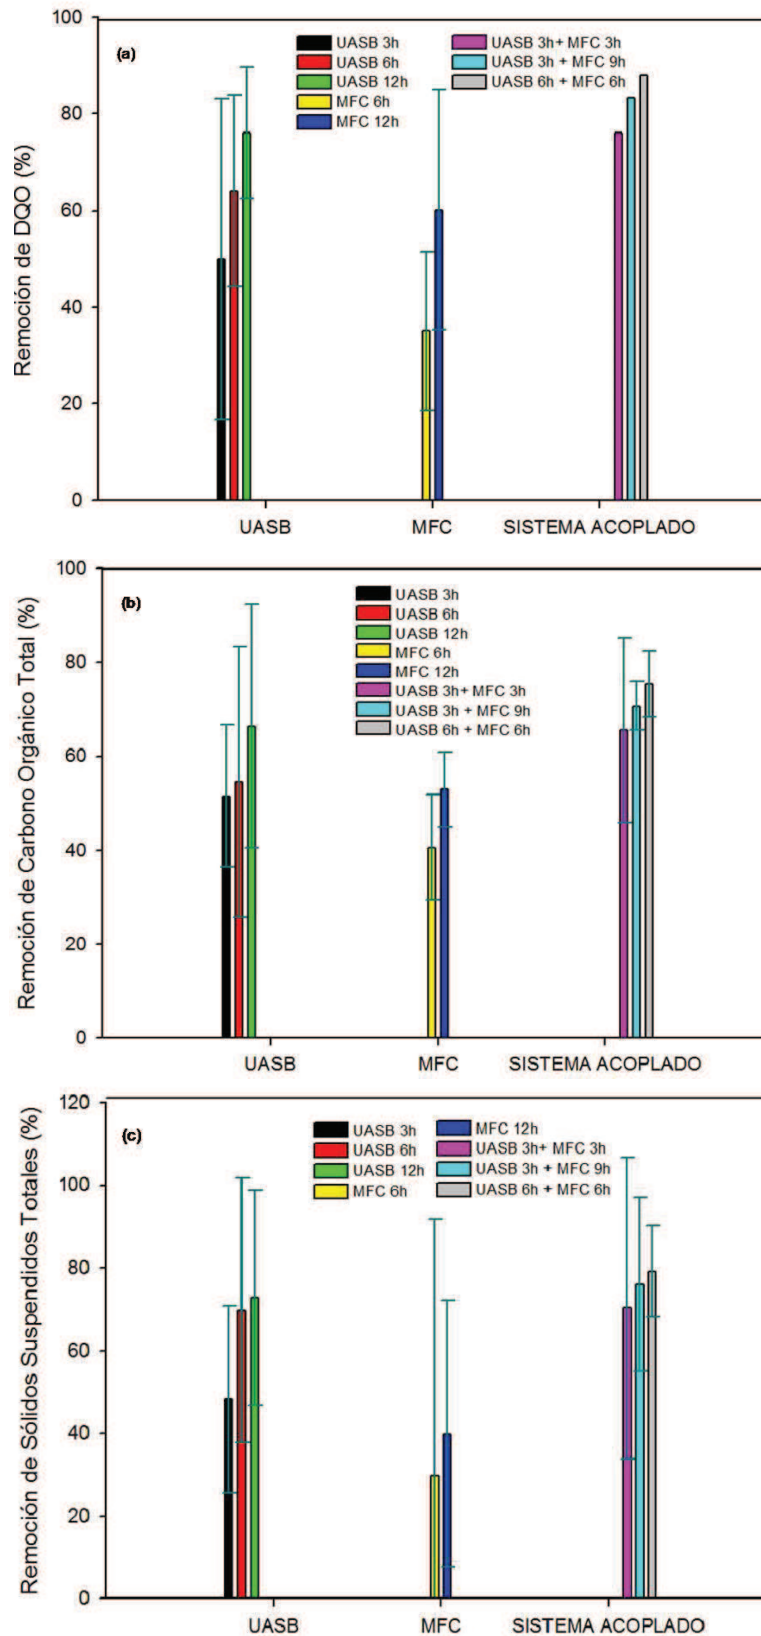 (a)
Remoción de DQO (%)
100
80
60
40
20
0
UASB 3h
UASB 6h
UASB 12h
MFC 6h
MFC 12h
UASB 3h+ MFC 3h
UASB 3h + MFC 9h
UASB 6h + MFC 6h
UASB
MFC
SISTEMA ACOPLADO
(b)
Remoción de Carbono Orgánico Total (%)
100
80
60
40
20
0
UASB 3h
UASB 6h
UASB 12h
MFC 6h
MFC 12h
UASB 3h+ MFC 3h
UASB 3h + MFC 9h
UASB 6h + MFC 6h
UASB
MFC
SISTEMA ACOPLADO
(c)
Remoción de Sólidos Suspendidos Totales (%)
120
100
80
60
40
20
0
UASB 3h
UASB 6h
UASB 12h
MFC 6h
MFC 12h
UASB 3h+ MFC 3h
UASB 3h + MFC 9h
UASB 6h + MFC 6h
UASB
MFC
SISTEMA ACOPLADO